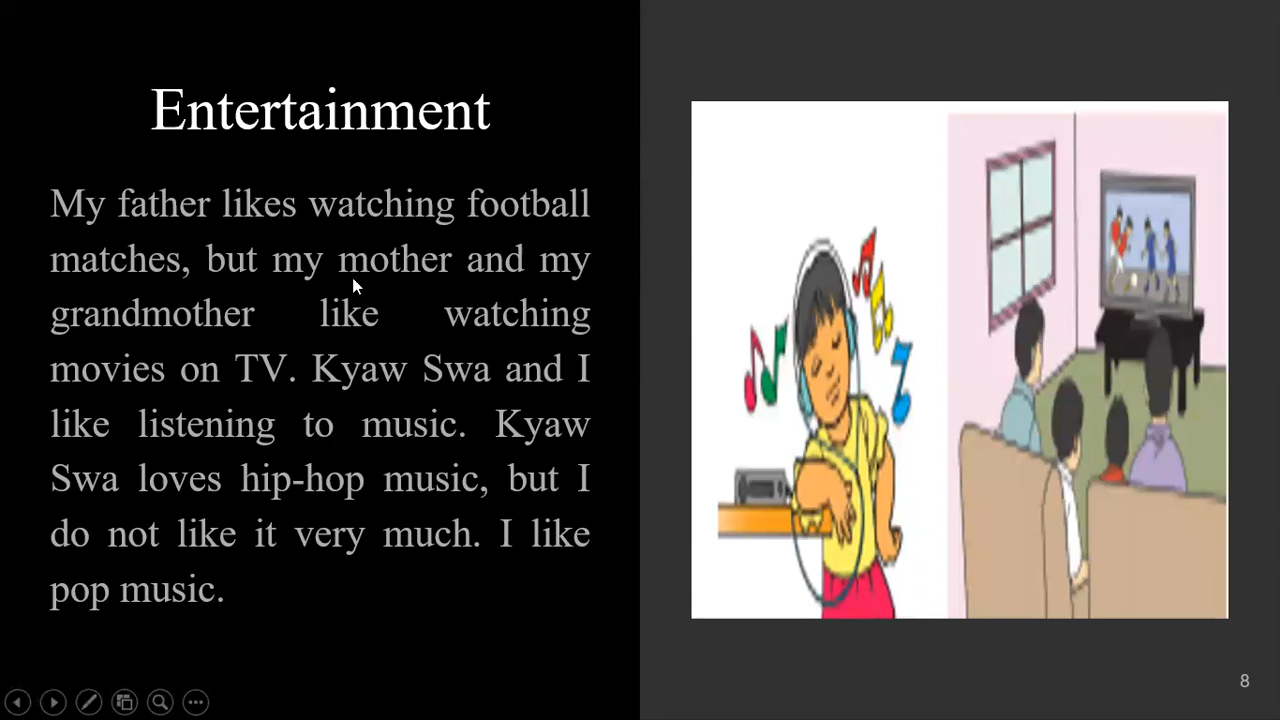 Entertainment
My father likes watching football
matches, but my mother and my
grandmother like watching
movies on TV. Kyaw Swa and I
like listening to music. Kyaw
Swa loves hip-hop music, but I
do not like it very much. I like
pop music.
8